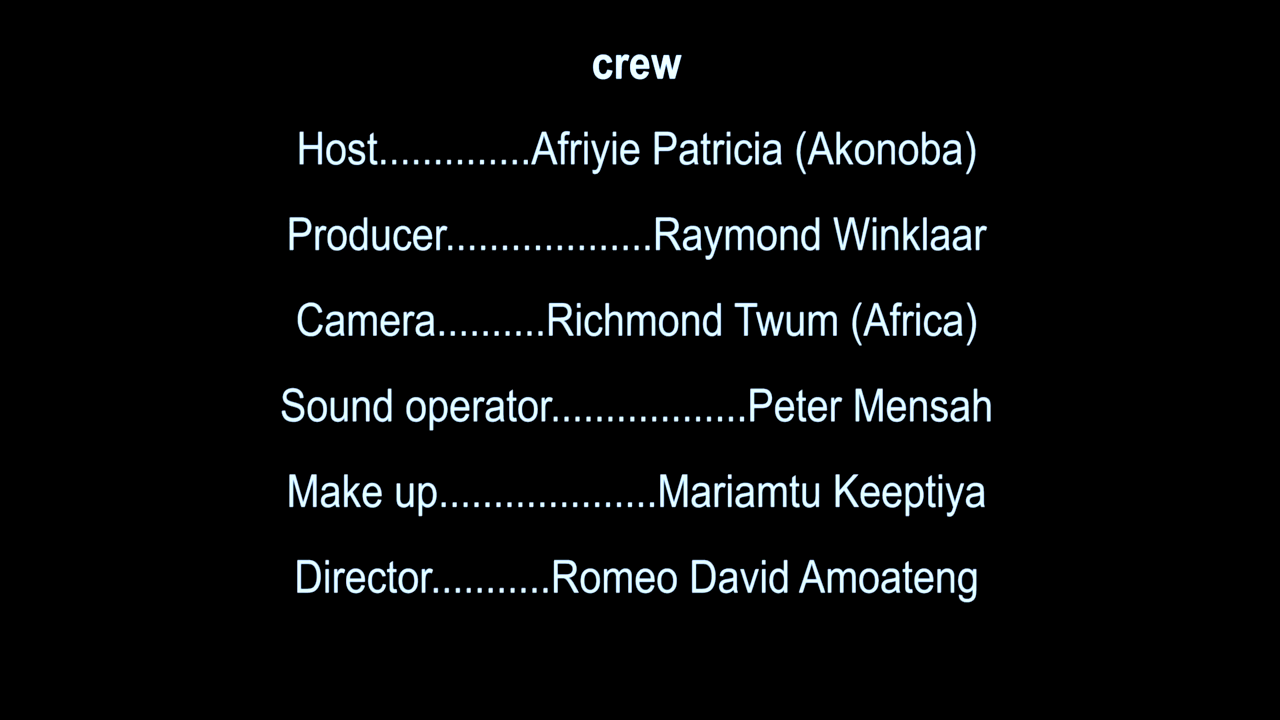 crew
Host..............Afriyie Patricia (Akonoba)
Producer...................Raymond Winklaar
Camera..........Richmond Twum (Africa)
Sound operator..................Peter Mensah
Make up....................Mariamtu Keeptiya
Director...........Romeo David Amoateng